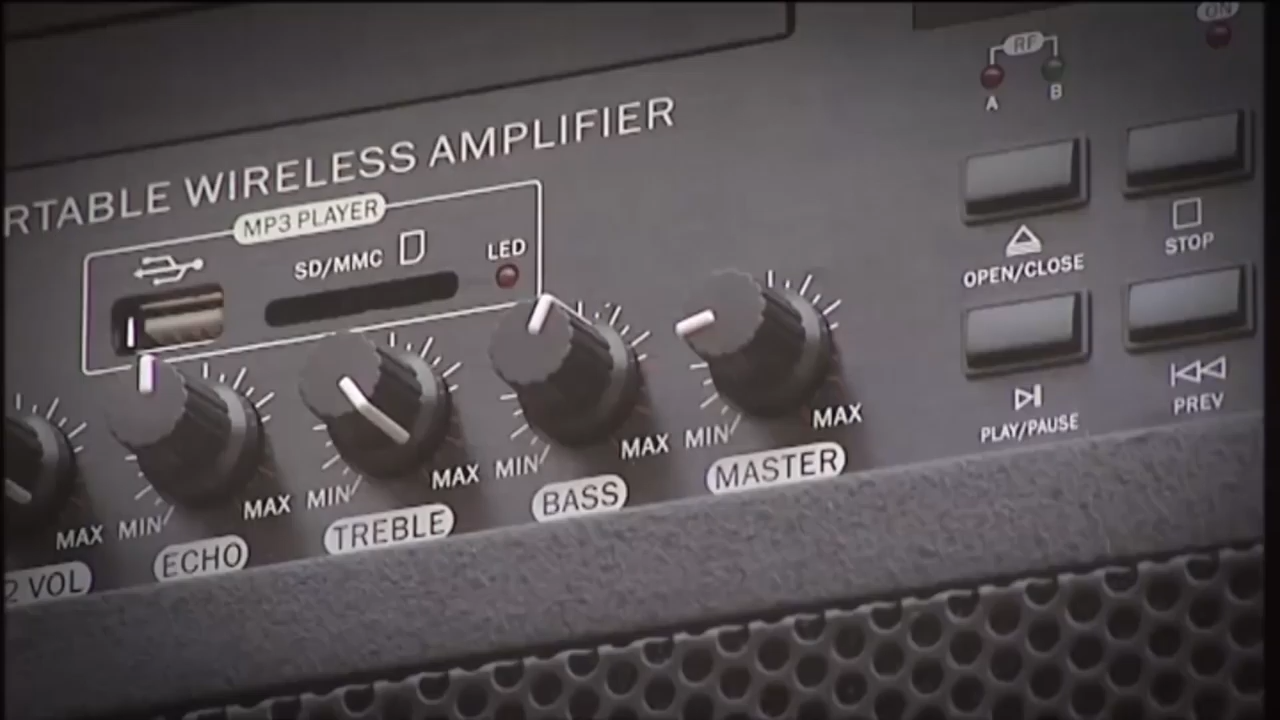 RTABLE WIRELESS AMPLIFIER
MP3 PLAYER
SD/MMC
LED
MAX
2 VOL
MIN
MAX
ECHO
MIN
MAX
TREBLE
MIN
MAX
BASS
MIN
MAX
MASTER
RF
A
B
ON
OPEN/CLOSE
STOP
PLAY/PAUSE
PREV